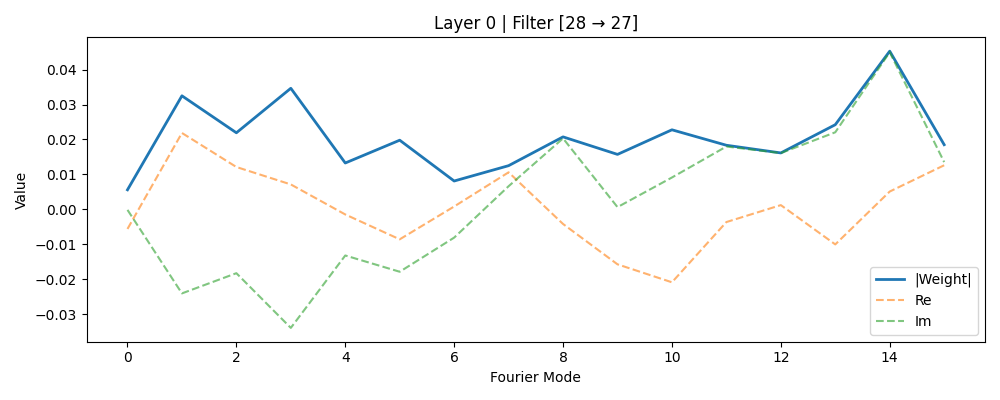 Layer 0 | Filter [28 → 27]
Value
0.04
0.03
0.02
0.01
0.00
−0.01
−0.02
−0.03
|Weight|
Re
Im
0 2 4 6 8 10 12 14
Fourier Mode